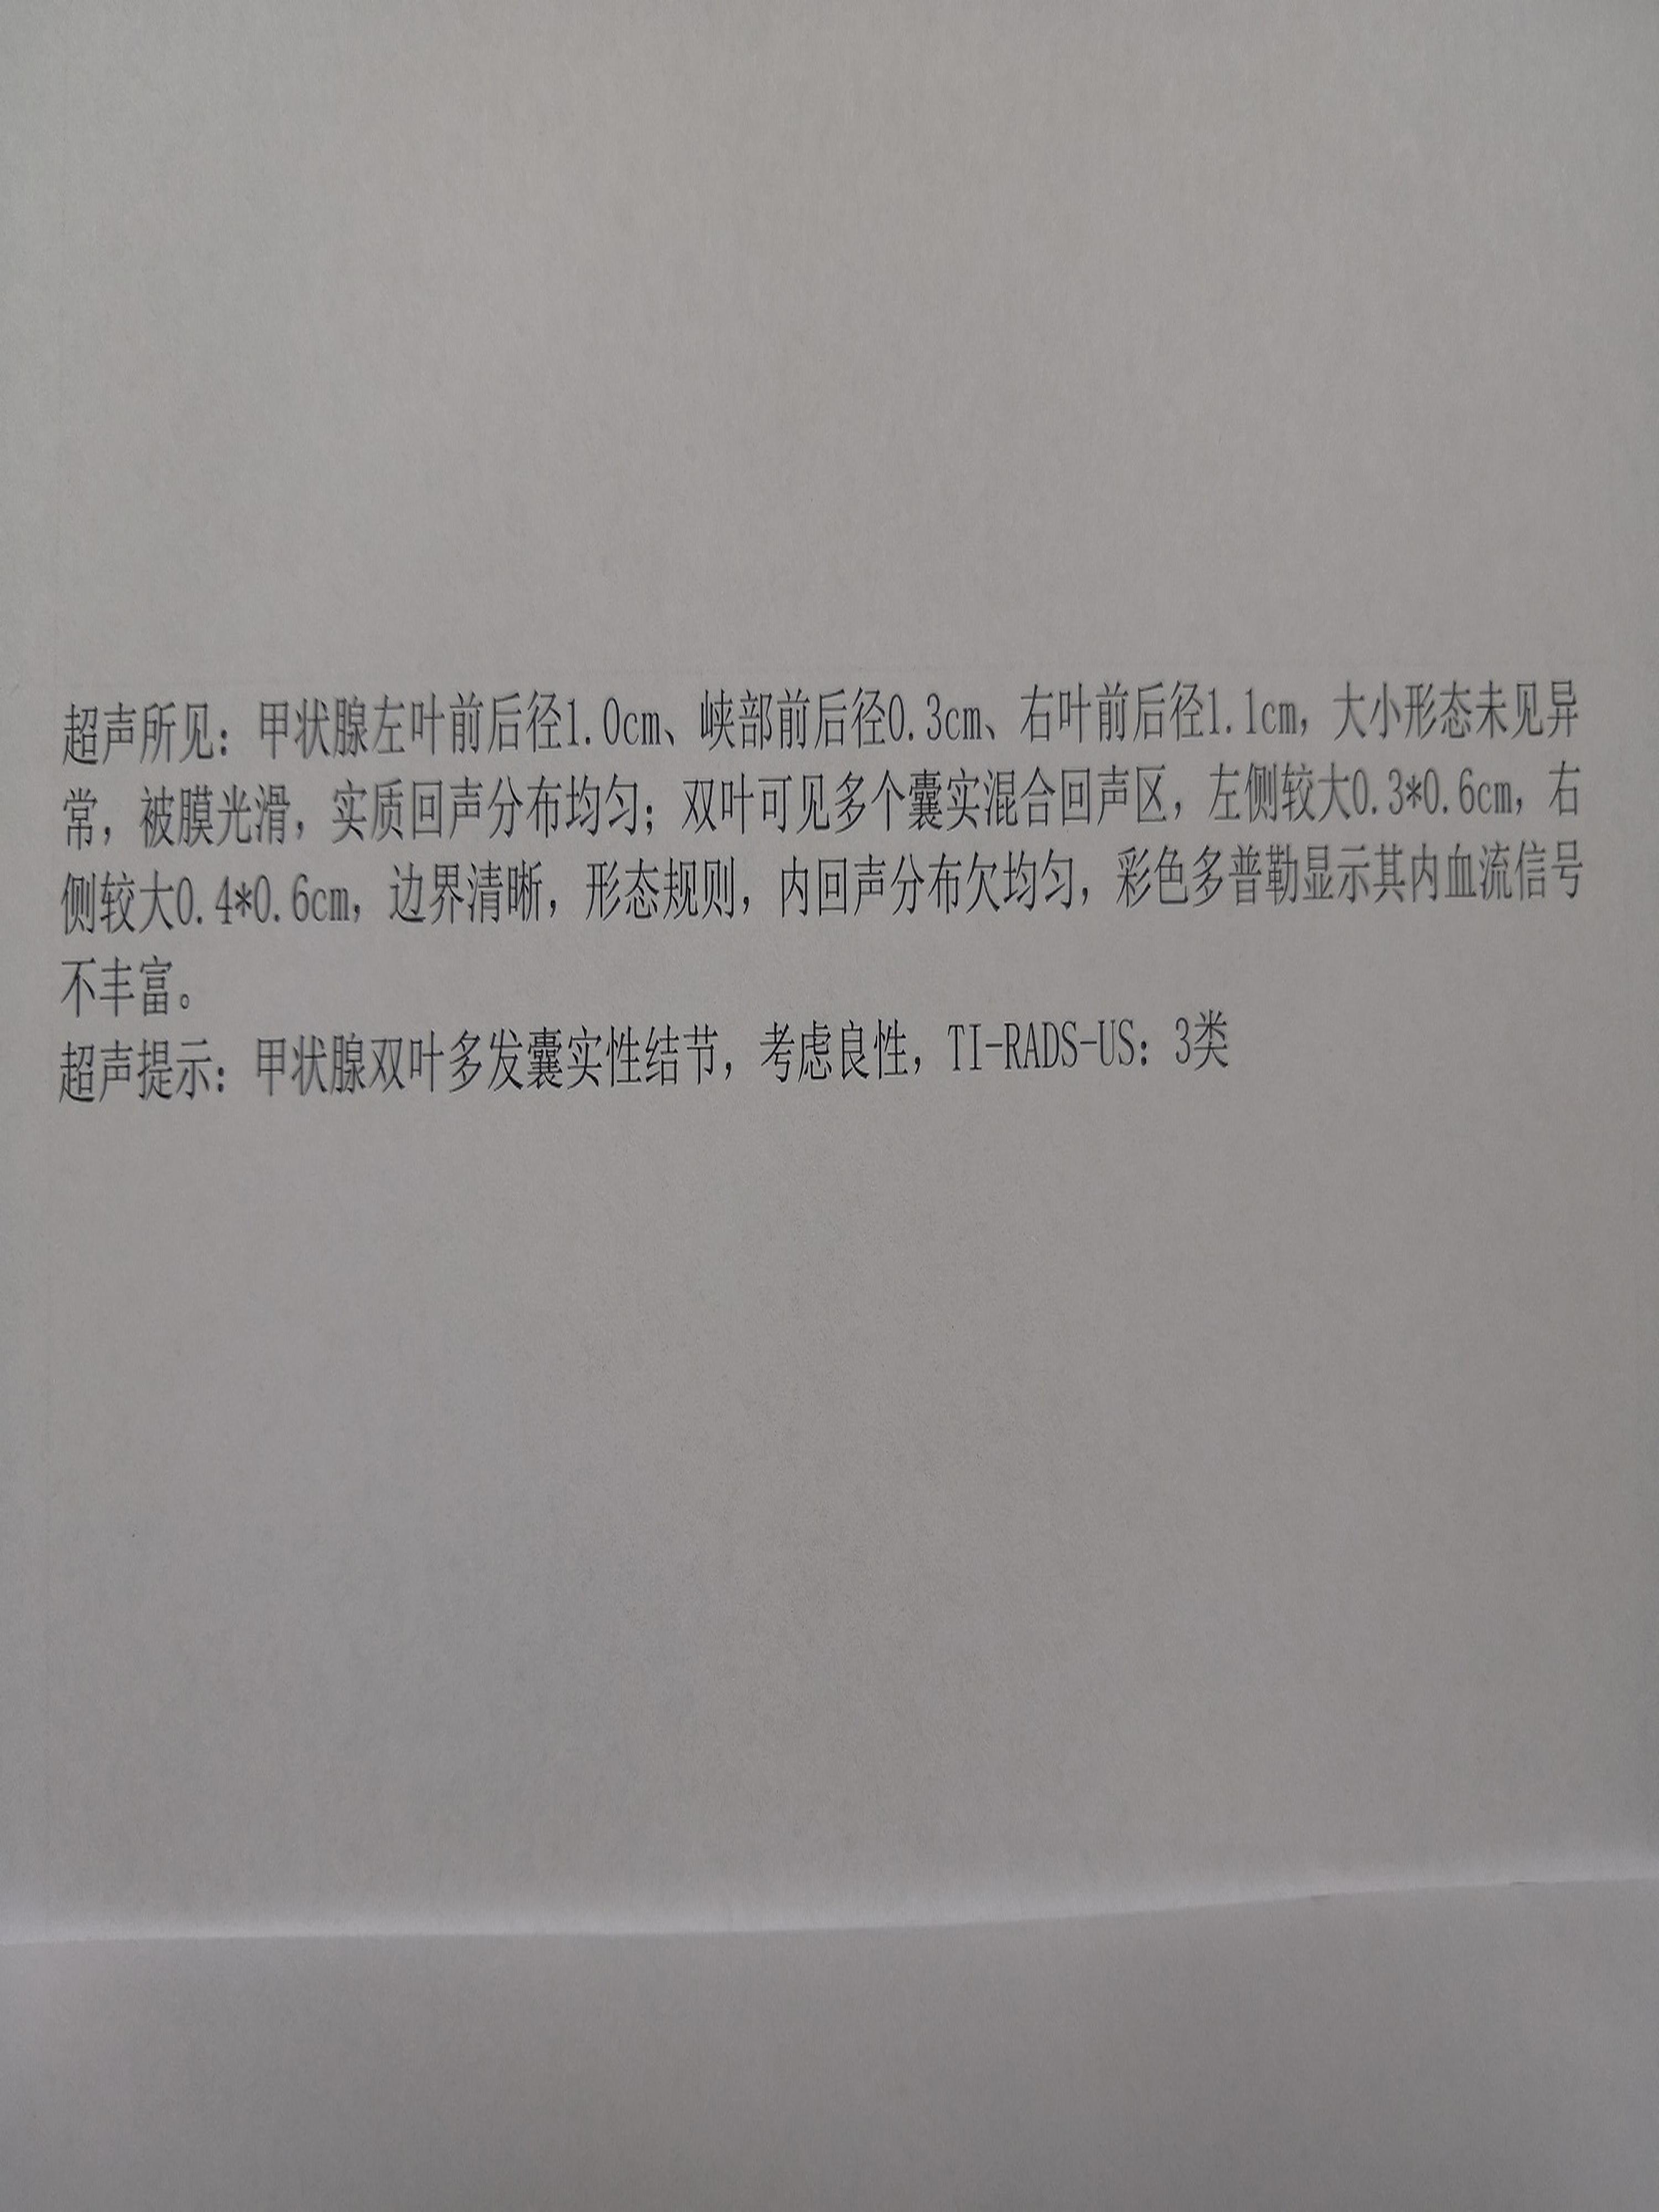 超声所见：甲状腺左叶前后径1.0cm、峡部前后径0.3cm、右叶前后径1.1cm，大小形态未见异
常，被膜光滑，实质回声分布均匀；双叶可见多个囊实混合回声区，左侧较大0.3*0.6cm，右
侧较大0.4*0.6cm，边界清晰，形态规则，内回声分布欠均匀，彩色多普勒显示其内血流信号
不丰富。
超声提示：甲状腺双叶多发囊实性结节，考虑良性，TI-RADS-US：3类